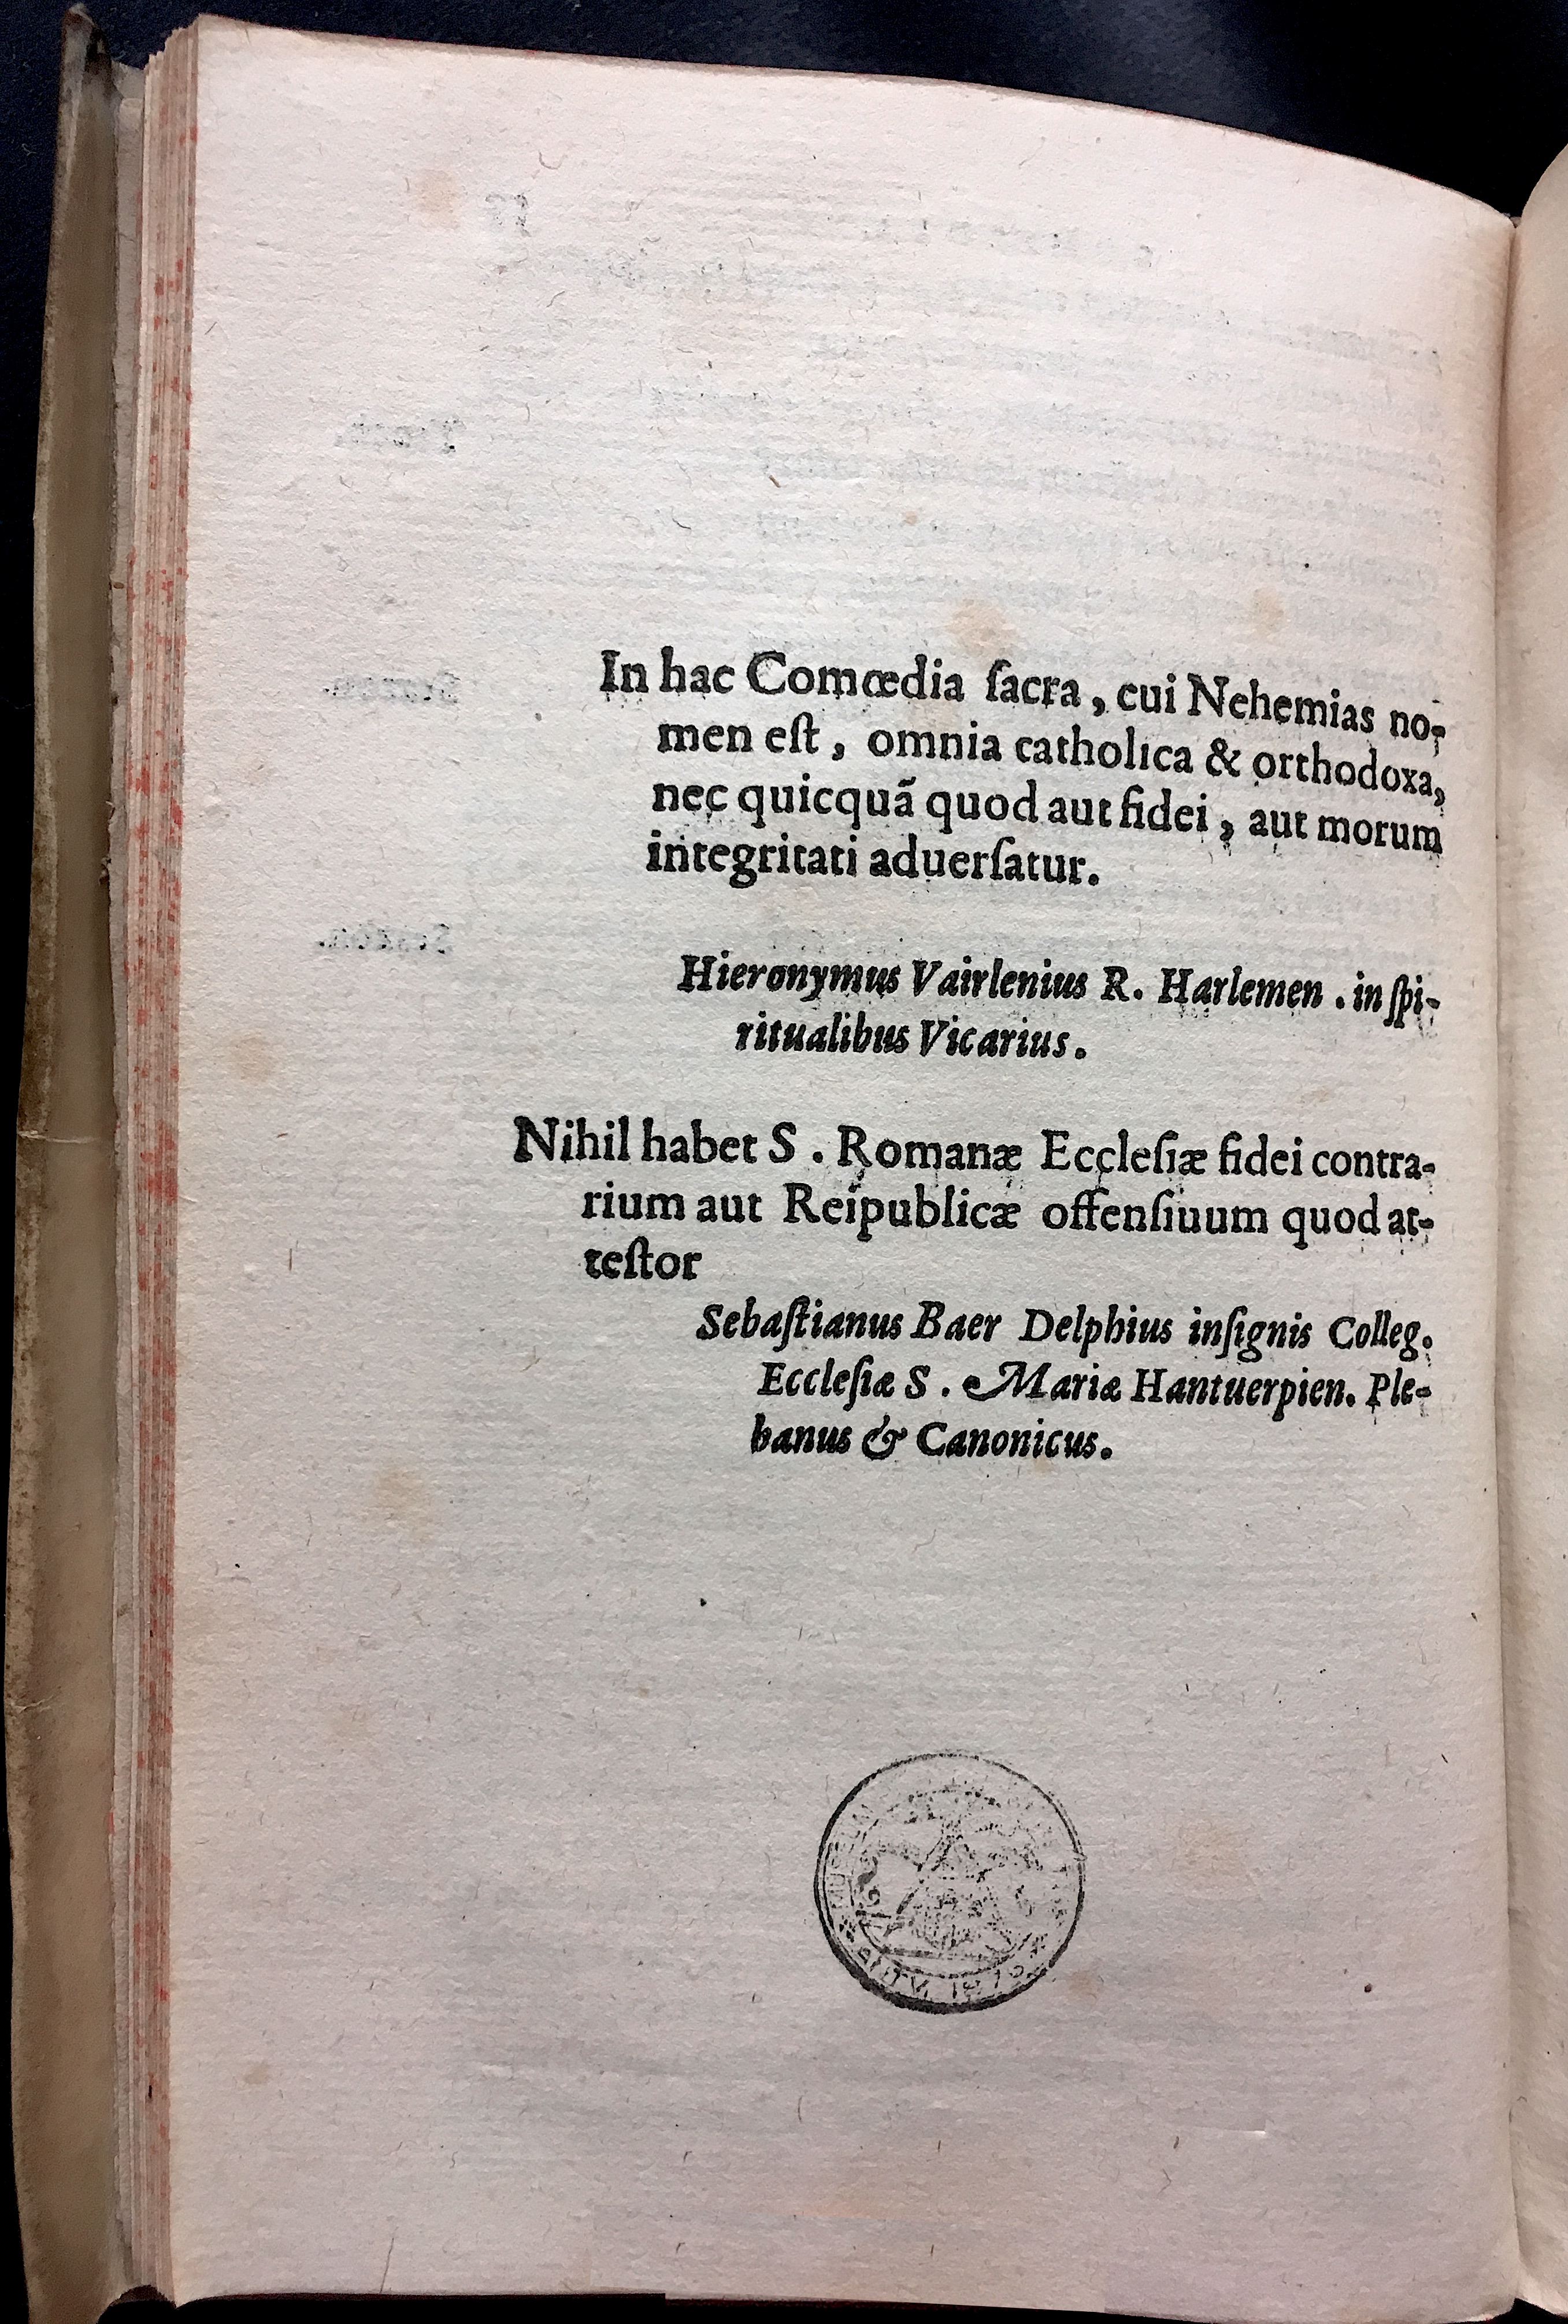 In hac Comœdia ſacra, cui Nehemias no-
men eſt, omnia catholica & orthodoxa,
nec quicquã quod aut fidei, aut morum
integritati aduerſatur.
Hieronymus Vairlenius R. Harlemen. in ſpi-
ritualibus Vicarius.
Nihil habet S. Romanæ Eccleſiæ fidei contra-
rium aut Reipublicæ offenſiuum quod at-
teſtor
Sebaſtianus Baer Delphius inſignis Colleg.
Eccleſiæ S. Mariæ Hantuerpien. Ple-
banus & Canonicus.